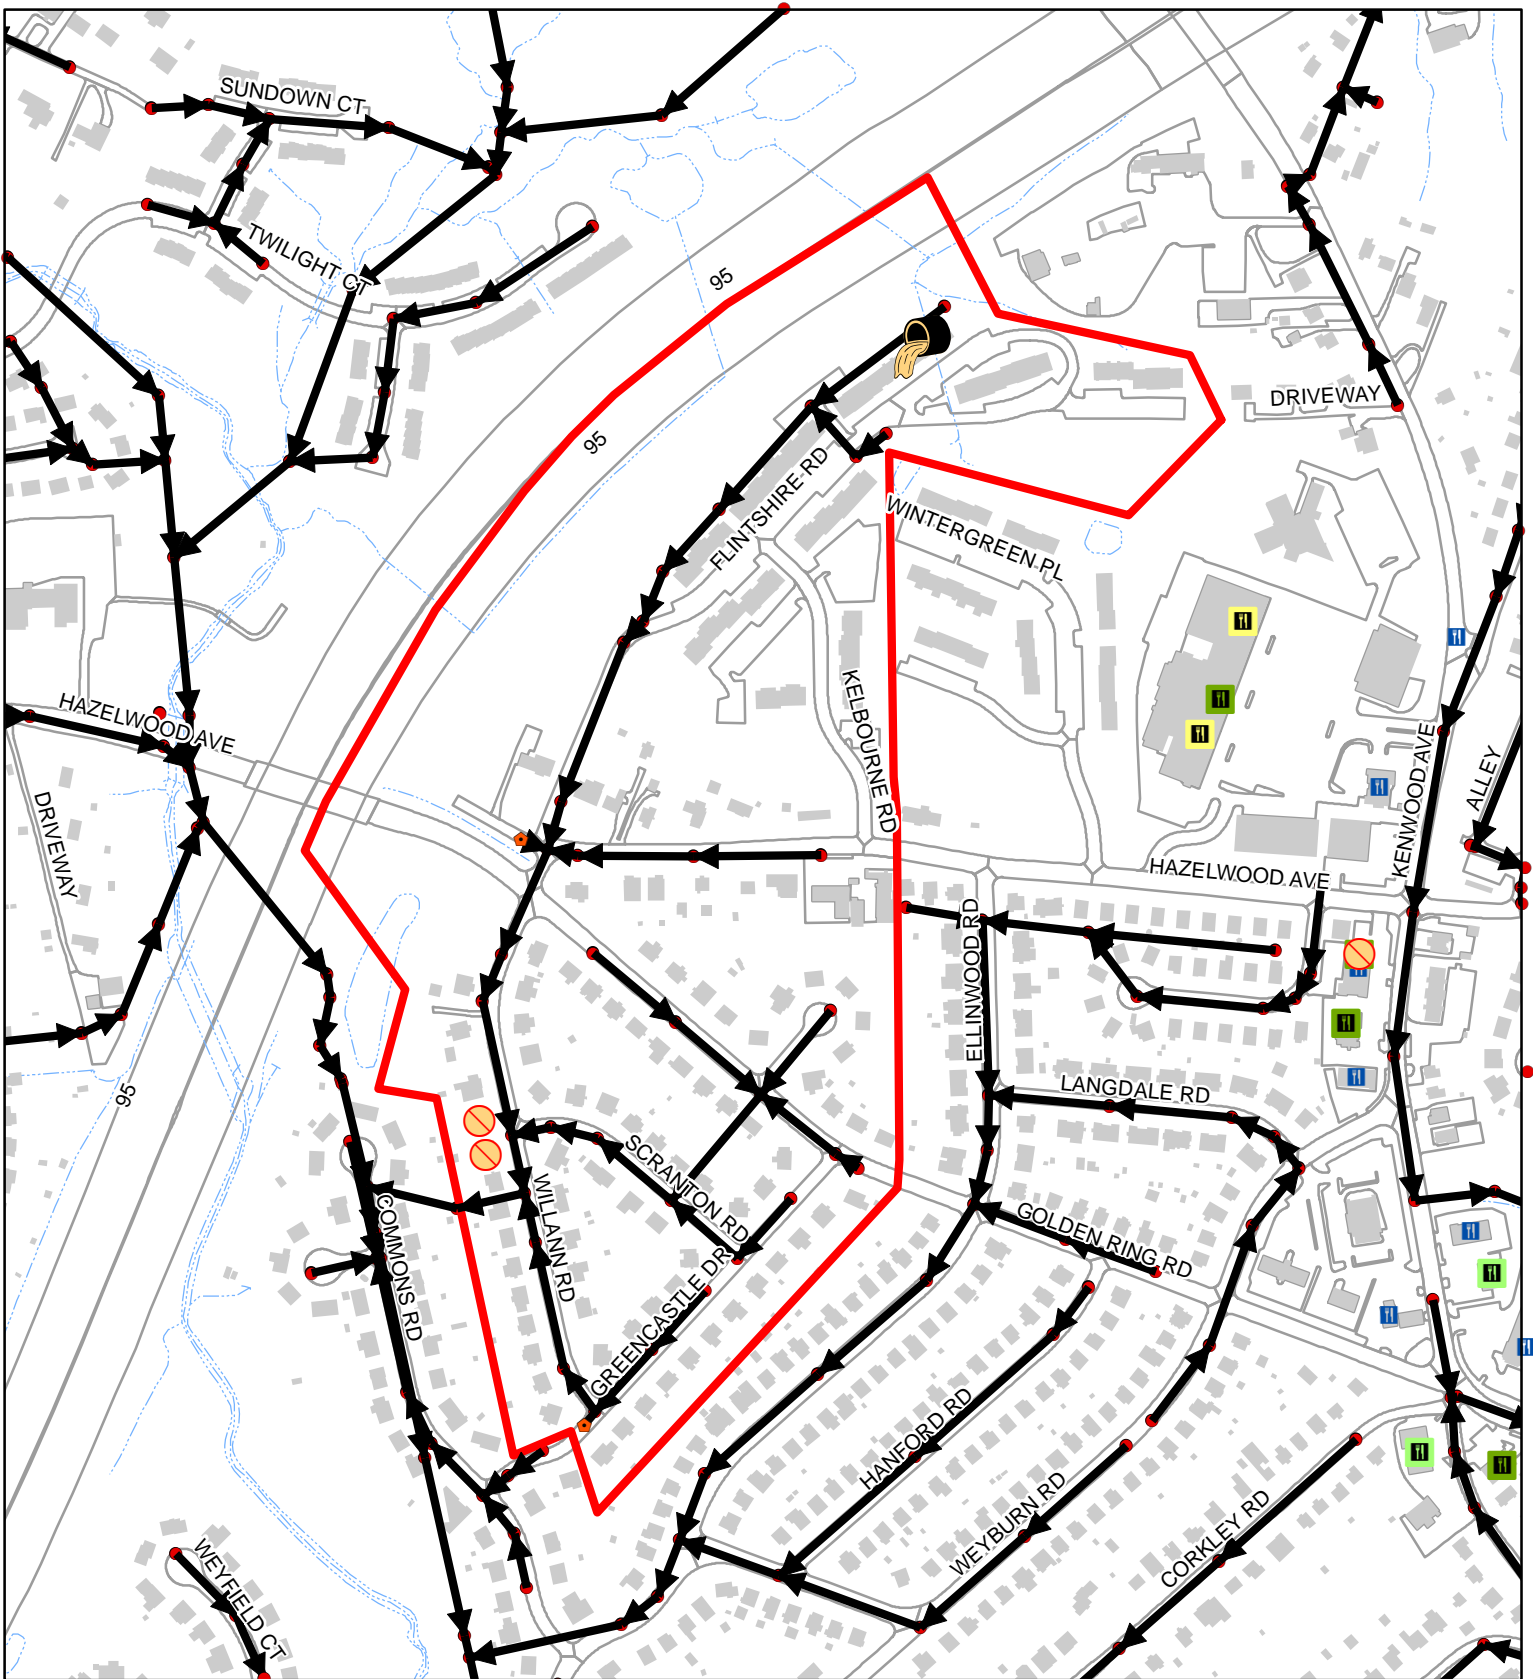 SUNDOWN CT
TWILIGHT CT
95
95
DRIVEWAY
FLINTSHIRE RD
WINTERGREEN PL
HAZELWOOD AVE
KELBOURNE RD
KENWOOD AVE
ALLEY
DRIVEWAY
HAZELWOOD AVE
ELLINWOOD RD
95
LANGDALE RD
SCRANTON RD
WILLANN RD
COMMONS RD
GOLDEN RING RD
GREENCASTLE DR
HANFORD RD
WEYBURN RD
CORKLEY RD
WEYFIELD CT